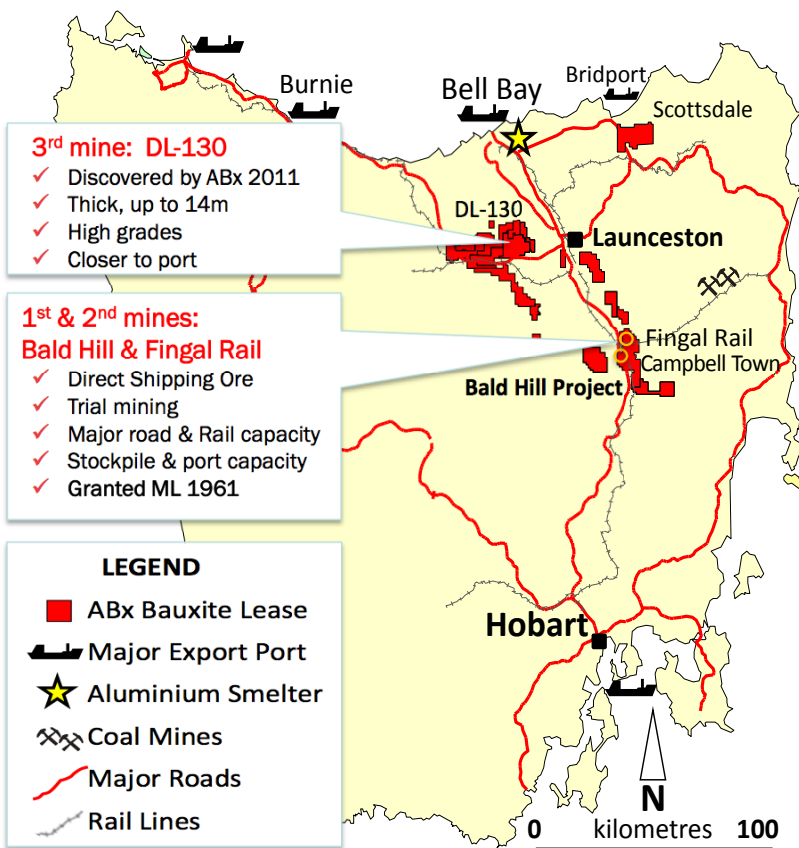 Burnie
Bell Bay
Bridport
Scottsdale
3rd mine: DL-130
✓ Discovered by ABx 2011
✓ Thick, up to 14m
✓ High grades
✓ Closer to port
DL-130
Launceston
1st & 2nd mines:
Bald Hill & Fingal Rail
✓ Direct Shipping Ore
✓ Trial mining
✓ Major road & Rail capacity
✓ Stockpile & port capacity
✓ Granted ML 1961
Fingal Rail
Campbell Town
Bald Hill Project
LEGEND
ABx Bauxite Lease
Major Export Port
Aluminium Smelter
Coal Mines
Major Roads
Rail Lines
Hobart
N
0 kilometres 100